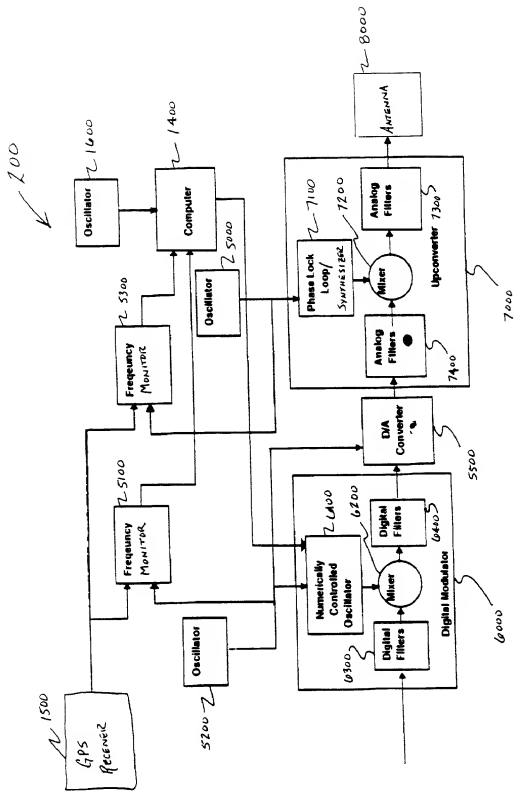 200
1600
Oscillator
1400
Computer
5300
Freqeuncy
MONITOR
5000
Oscillator
5100
Freqeuncy
MONITOR
1500
GPS
RECEIVER
Oscillator
5200
7100
Phase Lock
Loop/
SYNTHESIZER
7200
Mixer
Analog
Filters
7300
Analog
Filters
7400
Upconverter
7000
ANTENNA
8000
D/A
Converter
5500
Numerically
Controlled
Oscillator
6100
6200
Mixer
Digital
Filters
6400
6300
Digital
Filters
Digital Modulator
6000